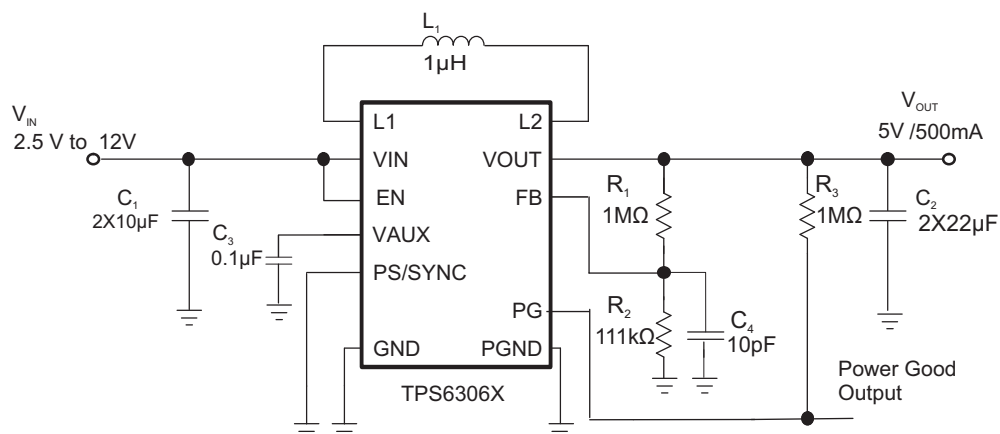 L₁
1µH
V_IN
2.5 V to 12V
V_OUT
5V /500mA
L1
L2
VIN
VOUT
EN
FB
VAUX
PS/SYNC
PG
GND
PGND
TPS6306X
C₁
2X10µF
C₃
0.1µF
R₁
1MΩ
R₃
1MΩ
C₂
2X22µF
R₂
111kΩ
C₄
10pF
Power Good
Output